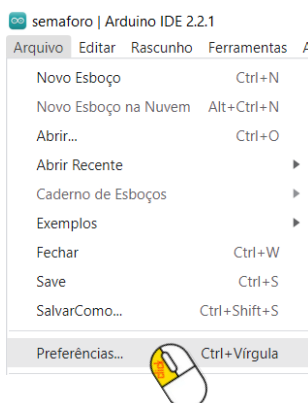 semaforo | Arduino IDE 2.2.1
Arquivo Editar Rascunho Ferramentas A
Novo Esboço Ctrl+N
Novo Esboço na Nuvem Alt+Ctrl+N
Abrir... Ctrl+O
Abrir Recente
Caderno de Esboços
Exemplos
Fechar Ctrl+W
Save Ctrl+S
SalvarComo... Ctrl+Shift+S
Preferências... Ctrl+Vírgula
click